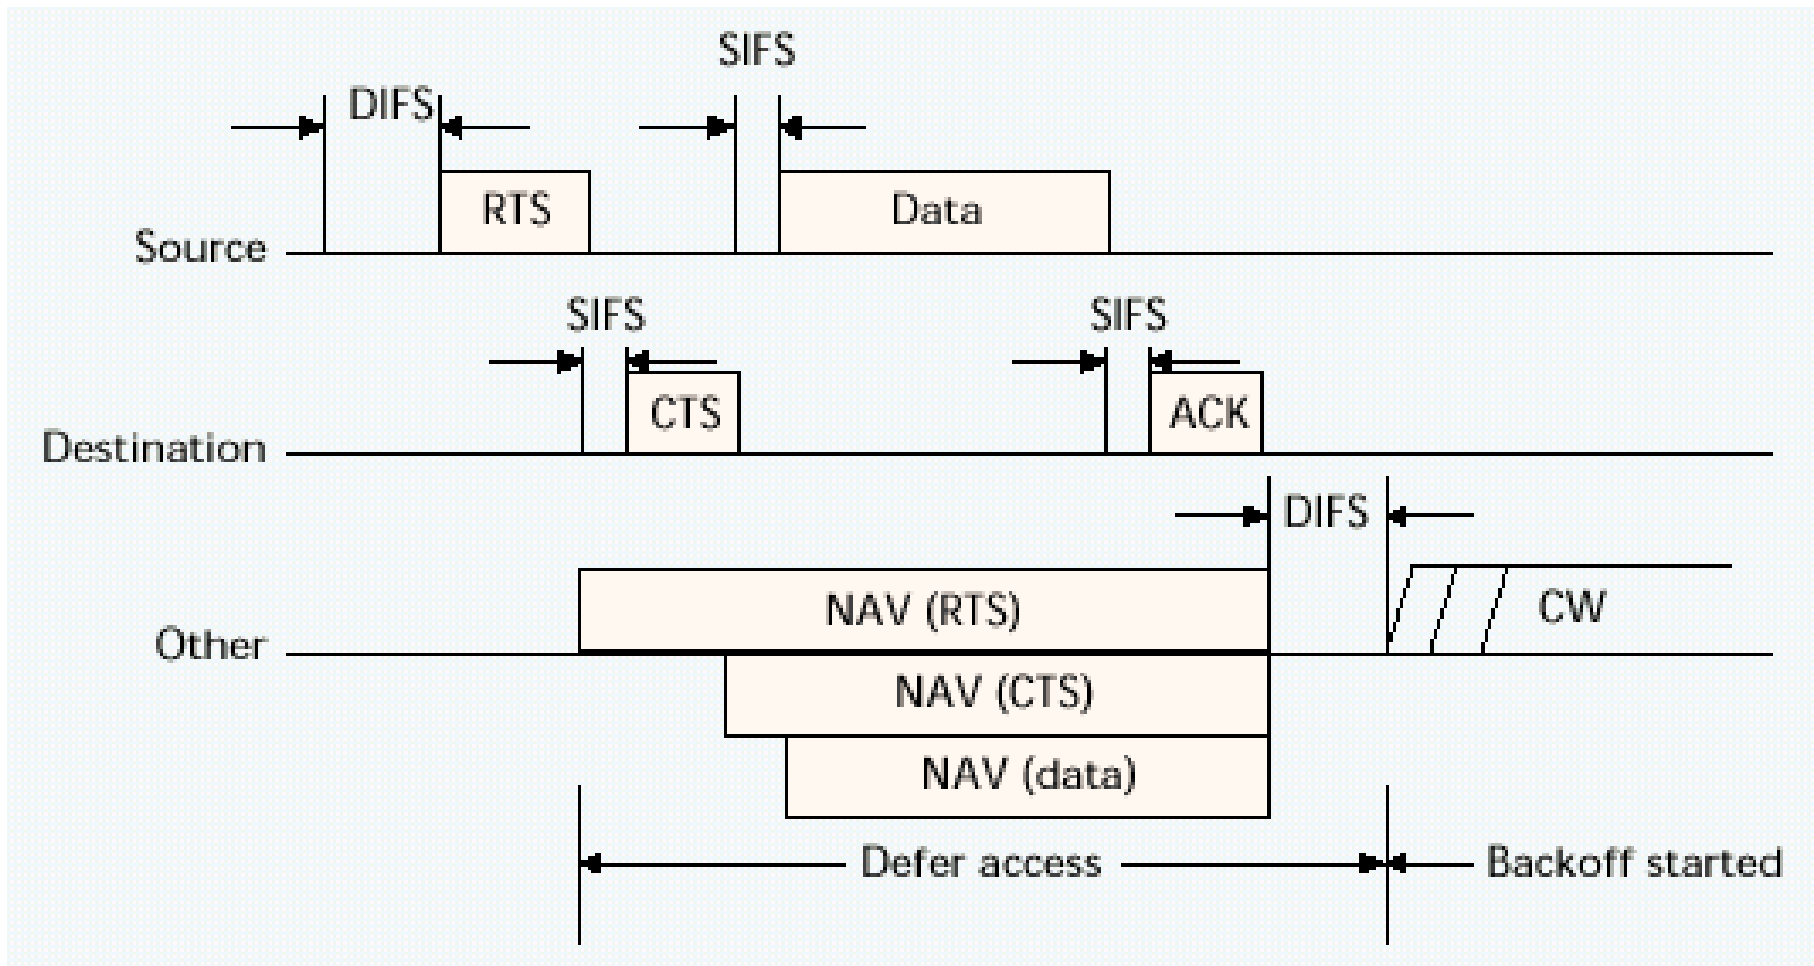 SIFS
DIFS
RTS
Data
Source
SIFS
SIFS
CTS
ACK
Destination
DIFS
NAV (RTS)
CW
Other
NAV (CTS)
NAV (data)
Defer access
Backoff started